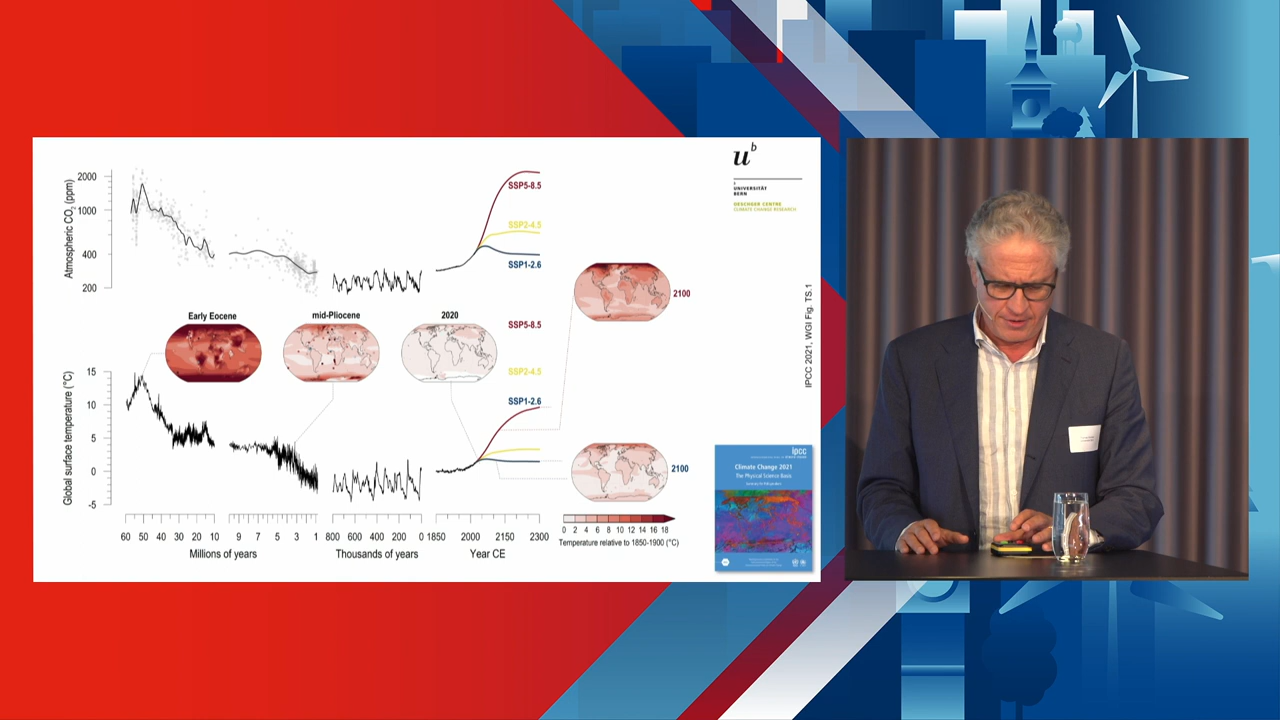 u^b
UNIVERSITÄT
BERN
OESCHGER CENTRE
CLIMATE CHANGE RESEARCH
Atmospheric CO₂ (ppm)
2000
1000
400
200
SSP5-8.5
SSP2-4.5
SSP1-2.6
Early Eocene
mid-Pliocene
2020
2100
SSP5-8.5
SSP2-4.5
SSP1-2.6
2100
Global surface temperature (°C)
15
10
5
0
-5
60 50 40 30 20 10
9 7 5 3 1
800 600 400 200 0
1850 2000 2150 2300
Millions of years
Thousands of years
Year CE
0 2 4 6 8 10 12 14 16 18
Temperature relative to 1850-1900 (°C)
IPCC 2021, WGI Fig. TS.1
ipcc
Climate Change 2021
The Physical Science Basis